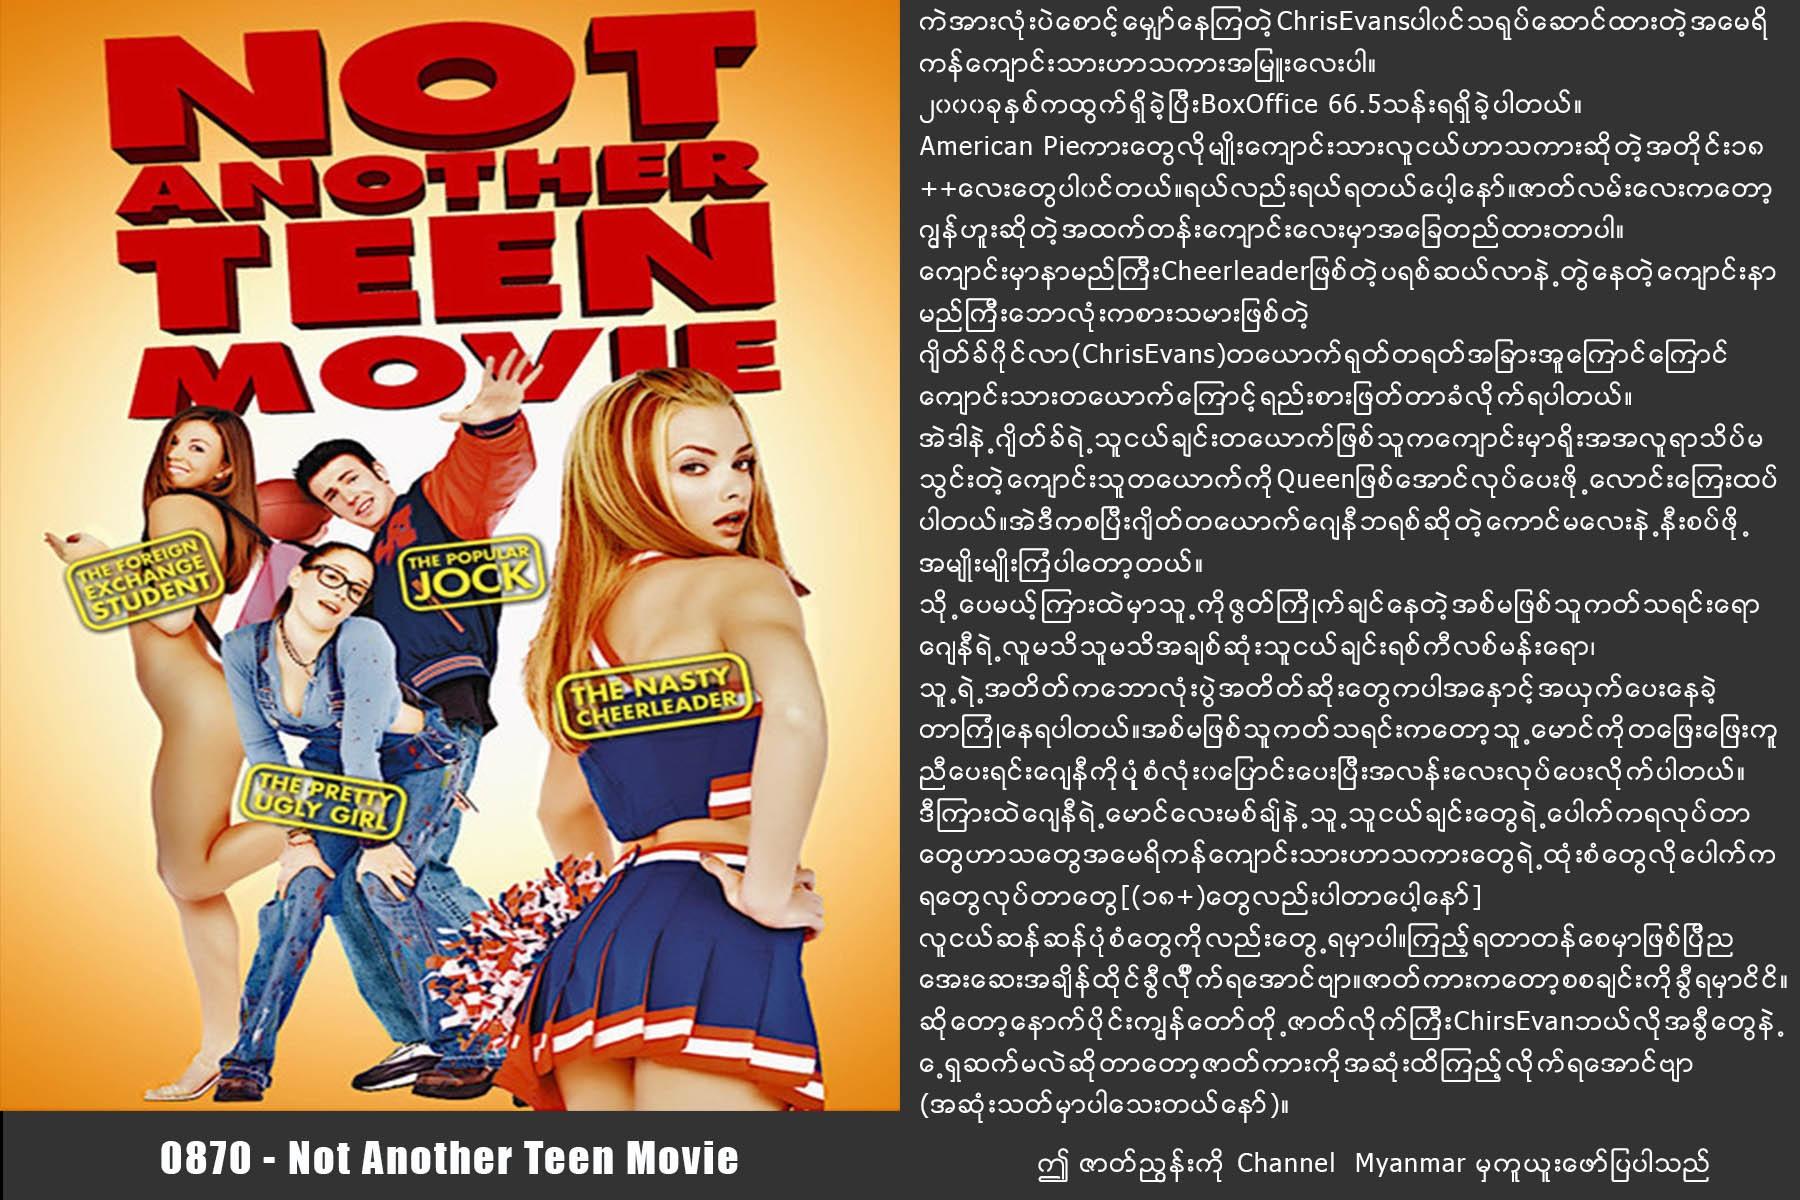 NOT
ANOTHER
TEEN
MOVIE
THE FOREIGN
EXCHANGE
STUDENT
THE POPULAR
JOCK
THE NASTY
CHEERLEADER
THE PRETTY
UGLY GIRL
0870 - Not Another Teen Movie
ကဲအားလုံးပဲစောင့်မျှော်နေကြတဲ့ ChrisEvansပါဝင်သရုပ်ဆောင်ထားတဲ့အမေရိ
ကန်ကျောင်းသားဟာသကားအမြူးလေးပါ။
၂၀၀၀ခုနှစ်ကထွက်ရှိခဲ့ပြီးBoxOffice 66.5သန်းရရှိခဲ့ပါတယ်။
American Pieကားတွေလိုမျိုးကျောင်းသားလူငယ်ဟာသကားဆိုတဲ့အတိုင်း၁၈
++လေးတွေပါဝင်တယ်။ရယ်လည်းရယ်ရတယ်ပေါ့နော်။ဇာတ်လမ်းလေးကတော့
ဂျွန်ဟူးဆိုတဲ့အထက်တန်းကျောင်းလေးမှာအခြေတည်ထားတာပါ။
ကျောင်းမှာနာမည်ကြီးCheerleaderဖြစ်တဲ့ပရစ်ဆယ်လာနဲ့တွဲနေတဲ့ကျောင်းနာ
မည်ကြီးဘောလုံးကစားသမားဖြစ်တဲ့
ဂျိတ်ခ်ဝိုင်လာ(ChrisEvans)တယောက်ရုတ်တရတ်အခြားအူကြောင်ကြောင်
ကျောင်းသားတယောက်ကြောင့်ရည်းစားဖြတ်တာခံလိုက်ရပါတယ်။
အဲဒါနဲ့ဂျိတ်ခ်ရဲ့သူငယ်ချင်းတယောက်ဖြစ်သူကကျောင်းမှာရိုးအအလူရာသိပ်မ
သွင်းတဲ့ကျောင်းသူတယောက်ကိုQueenဖြစ်အောင်လုပ်ပေးဖို့လောင်းကြေးထပ်
ပါတယ်။အဲဒီကစပြီးဂျိတ်တယောက်ဂျေနီဘရစ်ဆိုတဲ့ကောင်မလေးနဲ့နီးစပ်ဖို့
အမျိုးမျိုးကြံပါတော့တယ်။
သို့ပေမယ့်ကြားထဲမှာသူ့ကိုဇွတ်ကြိုက်ချင်နေတဲ့အစ်မဖြစ်သူကတ်သရင်းရော
ဂျေနီရဲ့လူမသိသူမသိအချစ်ဆုံးသူငယ်ချင်းရစ်ကီလစ်မန်းရော၊
သူ့ရဲ့အတိတ်ကဘောလုံးပွဲအတိတ်ဆိုးတွေကပါအနှောင့်အယှက်ပေးနေခဲ့
တာကြုံနေရပါတယ်။အစ်မဖြစ်သူကတ်သရင်းကတော့သူ့မောင်ကိုတဖြေးဖြေးကူ
ညီပေးရင်းဂျေနီကိုပုံစံလုံးဝပြောင်းပေးပြီးအလန်းလေးလုပ်ပေးလိုက်ပါတယ်။
ဒီကြားထဲဂျေနီရဲ့မောင်လေးမစ်ချ်နဲ့သူ့သူငယ်ချင်းတွေရဲ့ပေါက်ကရလုပ်တာ
တွေဟာသတွေအမေရိကန်ကျောင်းသားဟာသကားတွေရဲ့ထုံးစံတွေလိုပေါက်က
ရတွေလုပ်တာတွေ[(၁၈+)တွေလည်းပါတာပေါ့နော်]
လူငယ်ဆန်ဆန်ပုံစံတွေကိုလည်းတွေ့ရမှာပါ။ကြည့်ရတာတန်စေမှာဖြစ်ပြီည
အေးဆေးအချိန်ထိုင်ခွီလိုက်ရအောင်ဗျာ။ဇာတ်ကားကတော့စစချင်းကိုခွီရမှာငိငိ။
ဆိုတော့နောက်ပိုင်းကျွန်တော်တို့ဇာတ်လိုက်ကြီးChirsEvanဘယ်လိုအခွီတွေနဲ့
ရှေ့ဆက်မလဲဆိုတာတော့ဇာတ်ကားကိုအဆုံးထိကြည့်လိုက်ရအောင်ဗျာ
(အဆုံးသတ်မှာပါသေးတယ်နော်)။
ဤ ဇာတ်ညွှန်းကို Channel Myanmar မှကူယူးဖော်ပြပါသည်